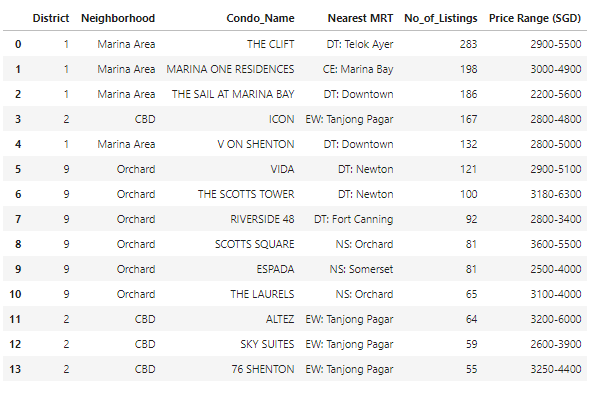 District Neighborhood Condo_Name Nearest MRT No_of_Listings Price Range (SGD)
0 1 Marina Area THE CLIFT DT: Telok Ayer 283 2900-5500
1 1 Marina Area MARINA ONE RESIDENCES CE: Marina Bay 198 3000-4900
2 1 Marina Area THE SAIL AT MARINA BAY DT: Downtown 186 2200-5600
3 2 CBD ICON EW: Tanjong Pagar 167 2800-4800
4 1 Marina Area V ON SHENTON DT: Downtown 132 2800-5000
5 9 Orchard VIDA DT: Newton 121 2900-5100
6 9 Orchard THE SCOTTS TOWER DT: Newton 100 3180-6300
7 9 Orchard RIVERSIDE 48 DT: Fort Canning 92 2800-3400
8 9 Orchard SCOTTS SQUARE NS: Orchard 81 3600-5500
9 9 Orchard ESPADA NS: Somerset 81 2500-4000
10 9 Orchard THE LAURELS NS: Orchard 65 3100-4000
11 2 CBD ALTEZ EW: Tanjong Pagar 64 3200-6000
12 2 CBD SKY SUITES EW: Tanjong Pagar 59 2600-3900
13 2 CBD 76 SHENTON EW: Tanjong Pagar 55 3250-4400